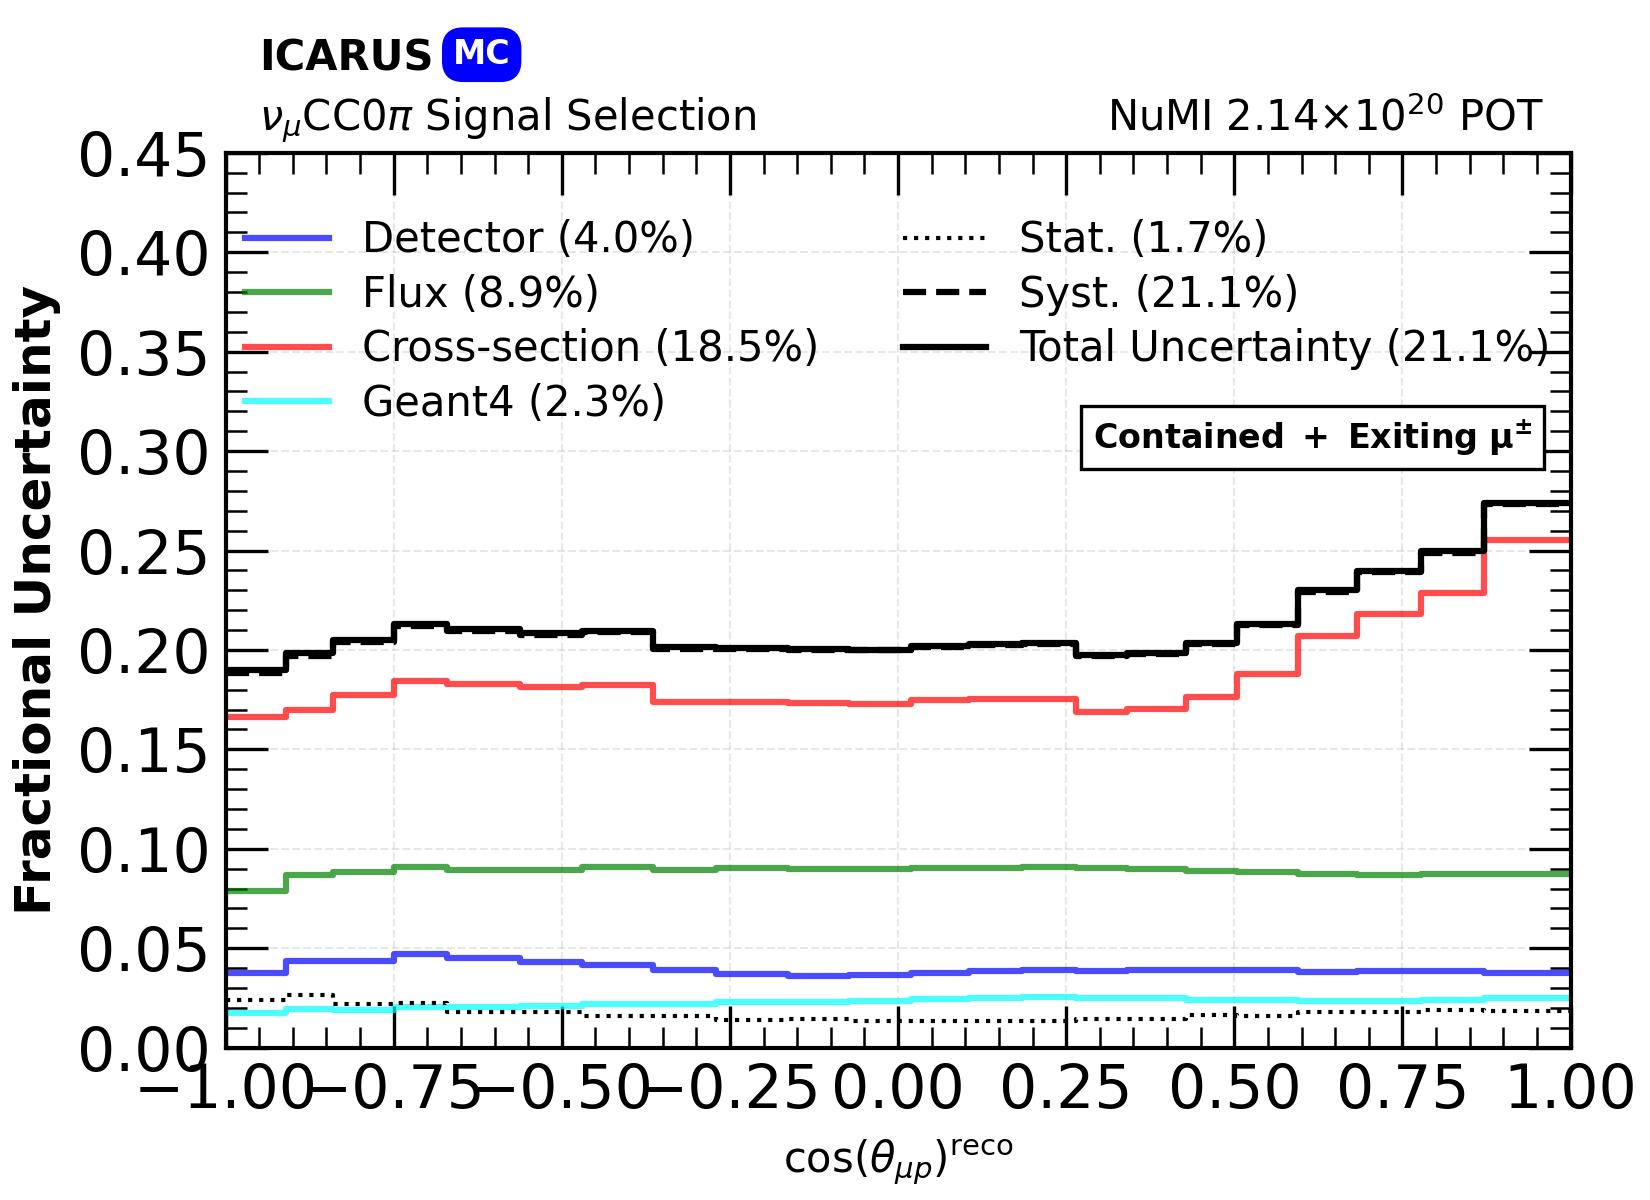 ICARUS MC
νμCC0π Signal Selection
NuMI 2.14×10²⁰ POT
Fractional Uncertainty
0.45
0.40
0.35
0.30
0.25
0.20
0.15
0.10
0.05
0.00
Detector (4.0%)
Flux (8.9%)
Cross-section (18.5%)
Geant4 (2.3%)
Stat. (1.7%)
Syst. (21.1%)
Total Uncertainty (21.1%)
Contained + Exiting μ±
−1.00 −0.75 −0.50 −0.25 0.00 0.25 0.50 0.75 1.00
cos(θμp)reco